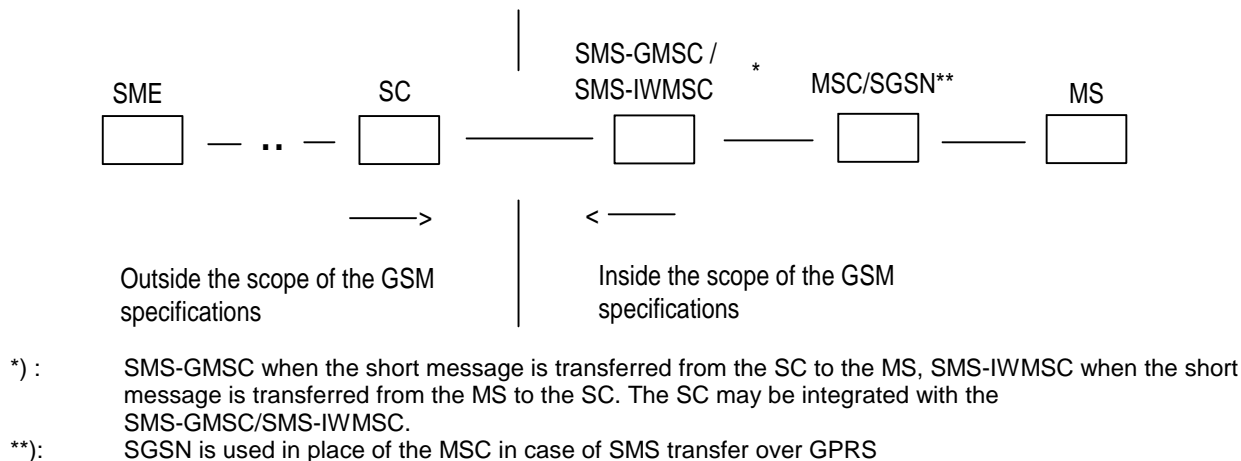 SMS-GMSC /
SMS-IWMSC
*
MSC/SGSN**
SME
SC
MS
Outside the scope of the GSM
specifications
Inside the scope of the GSM
specifications
*) : SMS-GMSC when the short message is transferred from the SC to the MS, SMS-IWMSC when the short
message is transferred from the MS to the SC. The SC may be integrated with the
SMS-GMSC/SMS-IWMSC.
**): SGSN is used in place of the MSC in case of SMS transfer over GPRS